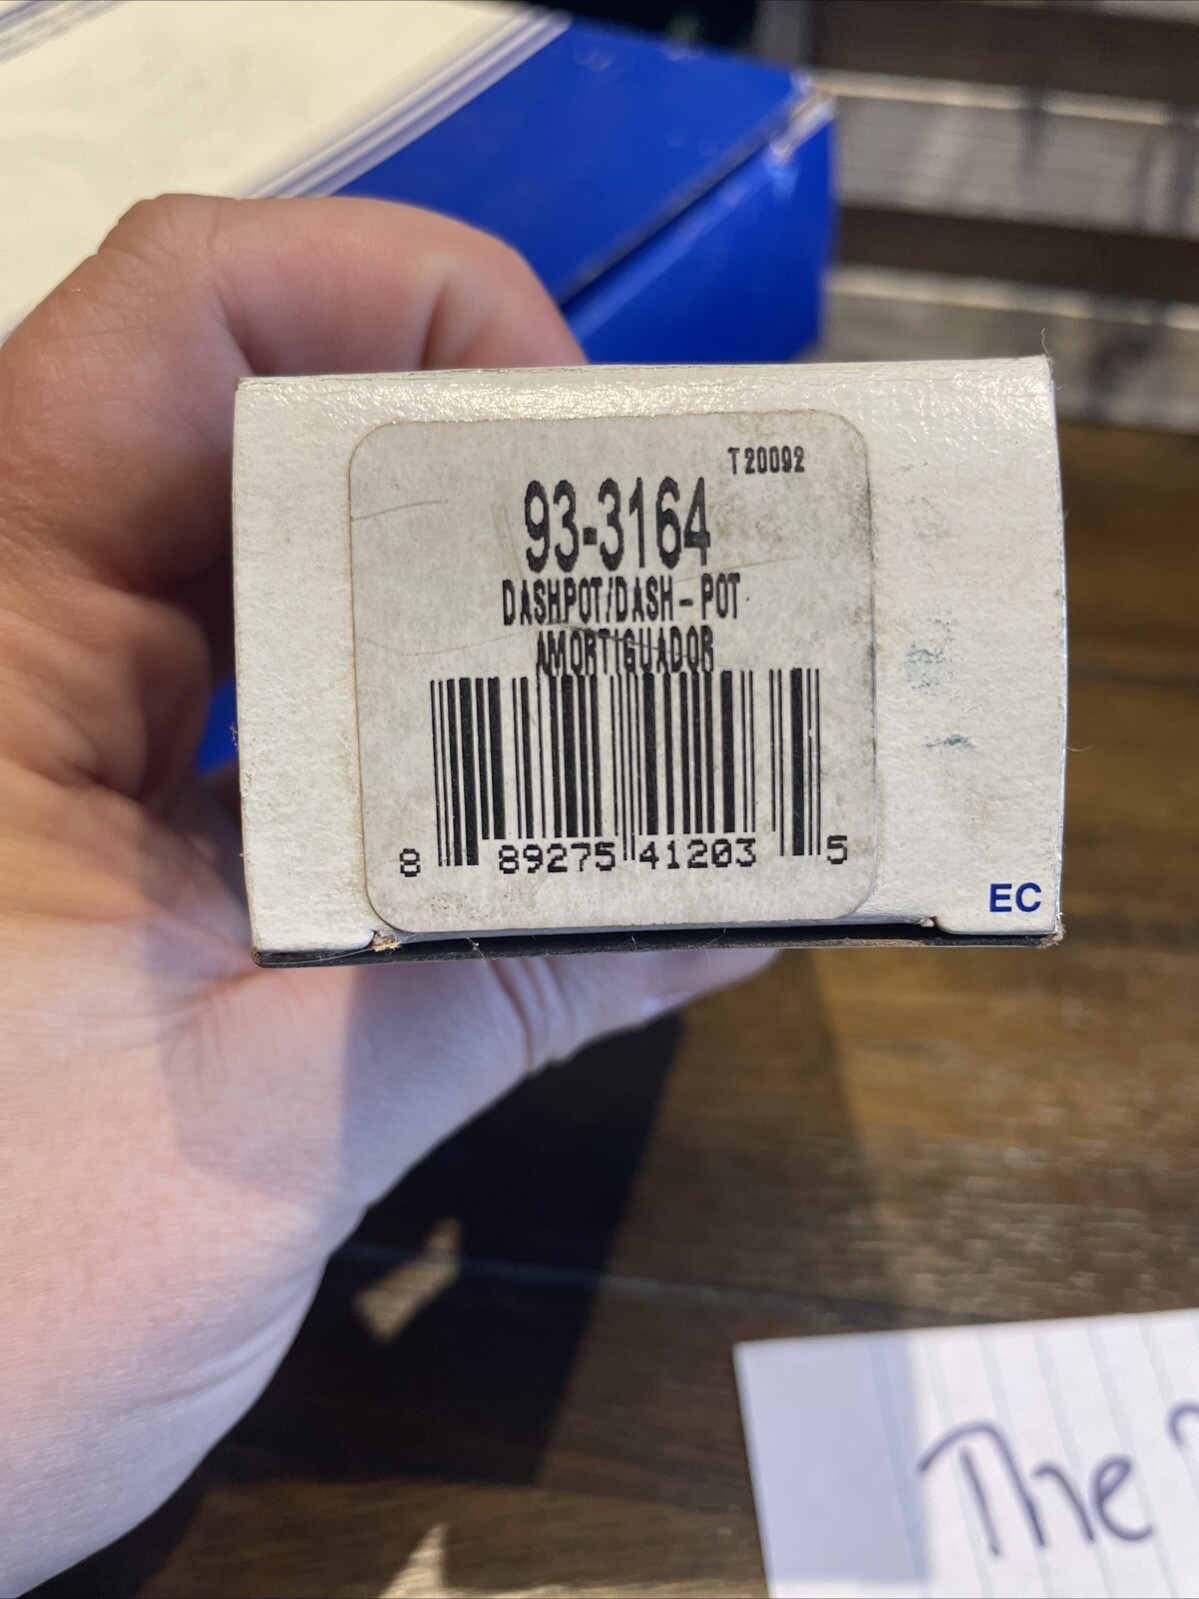 T20092
93-3164
DASHPOT/DASH-POT
AMORTIGUADOR
8 89275 41203 5
EC
The